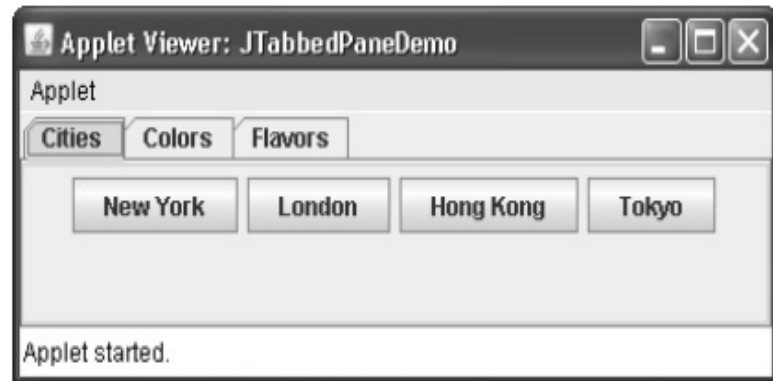 Applet Viewer: JTabbedPaneDemo
Applet
Cities Colors Flavors
New York London Hong Kong Tokyo
Applet started.